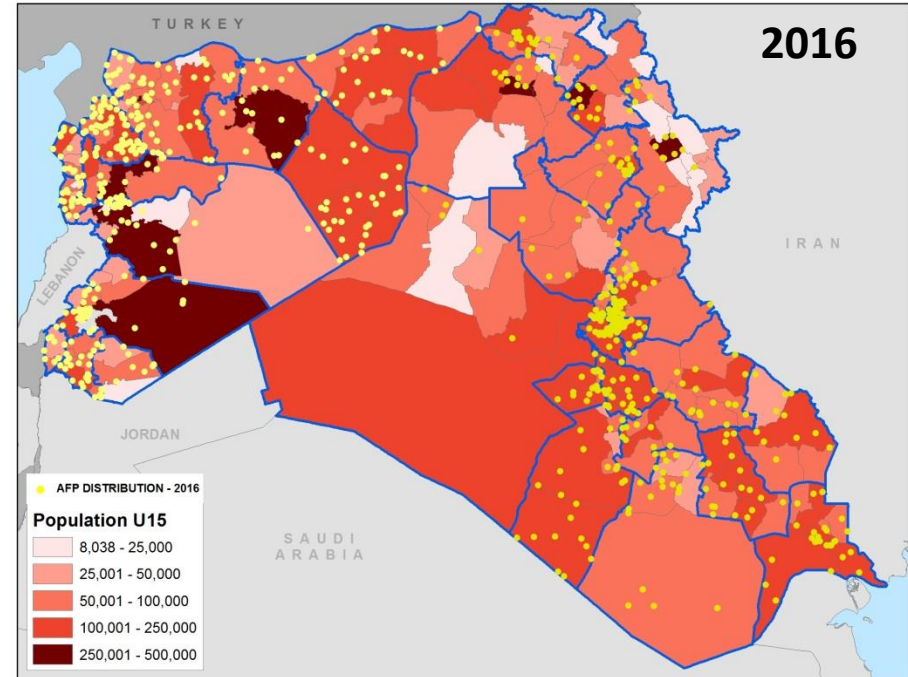 TURKEY
2016
IRAN
LEBANON
JORDAN
SAUDI
ARABIA
AFP DISTRIBUTION - 2016
Population U15
8,038 - 25,000
25,001 - 50,000
50,001 - 100,000
100,001 - 250,000
250,001 - 500,000